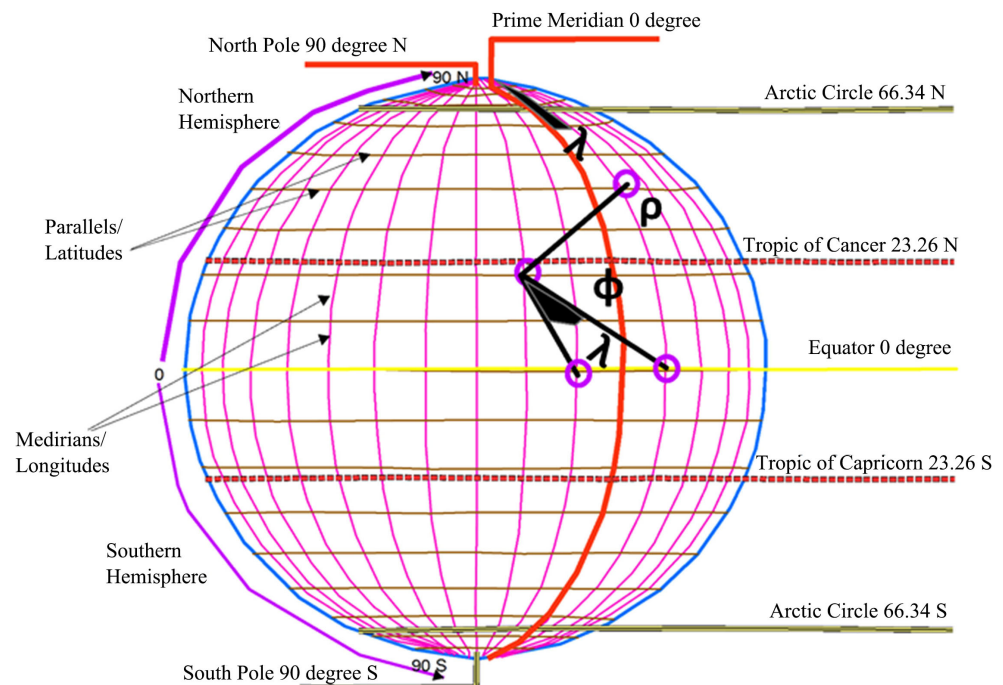 Prime Meridian 0 degree
North Pole 90 degree N
90 N
Northern
Hemisphere
Arctic Circle 66.34 N
λ
ρ
Parallels/
Latitudes
Tropic of Cancer 23.26 N
ϕ
λ
Equator 0 degree
0
Medirians/
Longitudes
Tropic of Capricorn 23.26 S
Southern
Hemisphere
Arctic Circle 66.34 S
90 S
South Pole 90 degree S